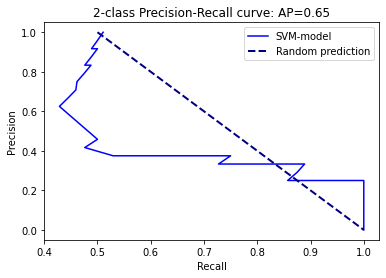 2-class Precision-Recall curve: AP=0.65
SVM-model
Random prediction
Precision
1.0
0.8
0.6
0.4
0.2
0.0
0.4 0.5 0.6 0.7 0.8 0.9 1.0
Recall